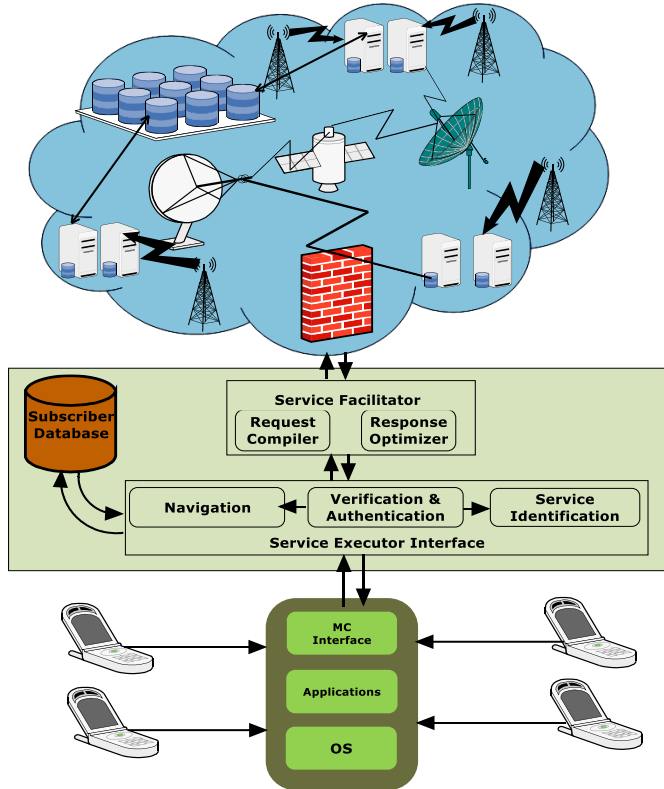 Subscriber
Database
Service Facilitator
Request
Compiler
Response
Optimizer
Navigation
Verification &
Authentication
Service
Identification
Service Executor Interface
MC
Interface
Applications
OS